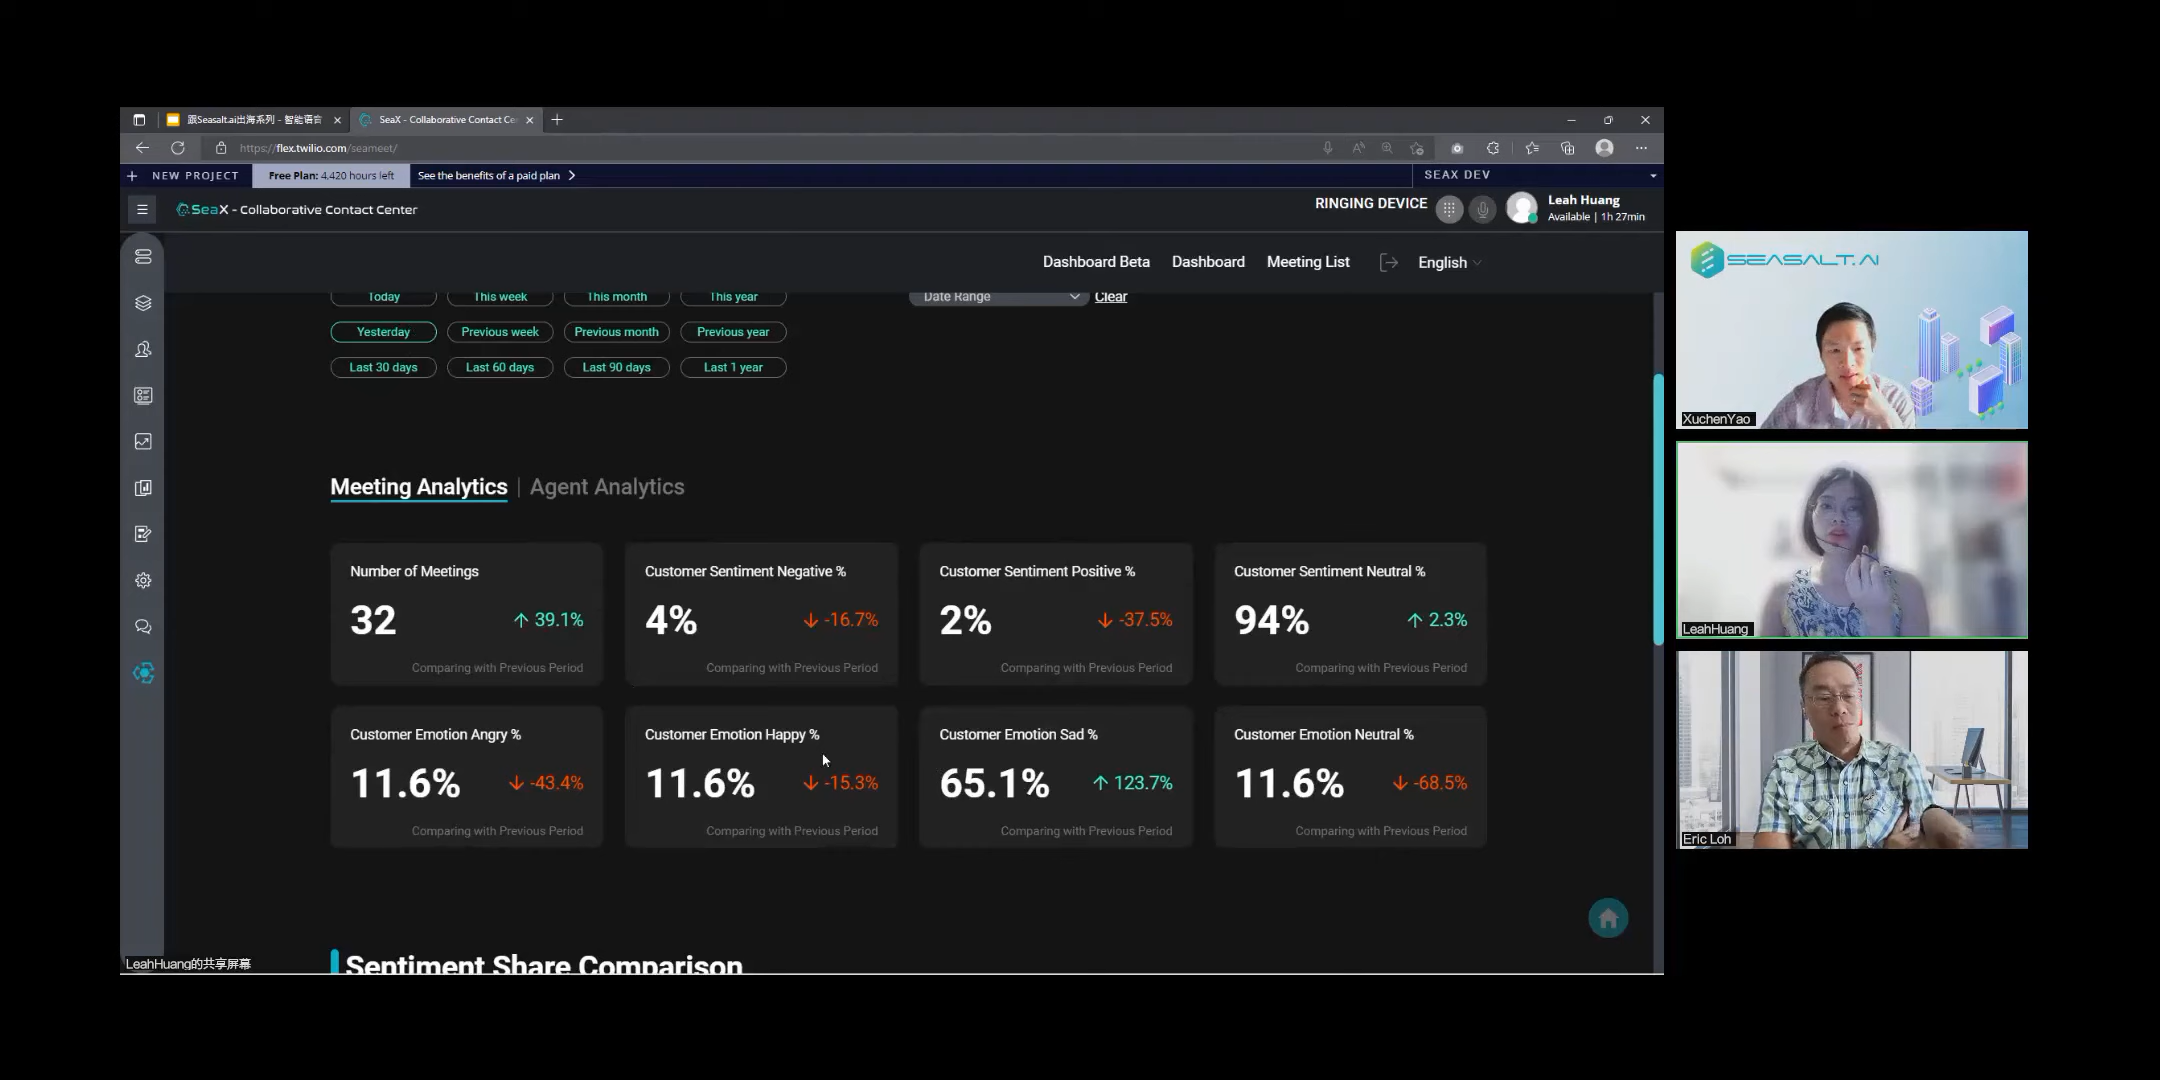 跟Seasalt.ai出海系列 - 智能语言
SeaX - Collaborative Contact Ce
https://flex.twilio.com/seameet/
NEW PROJECT
Free Plan: 4,420 hours left
See the benefits of a paid plan
SEAX DEV
SeaX - Collaborative Contact Center
RINGING DEVICE
Leah Huang
Available | 1h 27min
Dashboard Beta
Dashboard
Meeting List
English
Today
This week
This month
This year
Date Range
Clear
Yesterday
Previous week
Previous month
Previous year
Last 30 days
Last 60 days
Last 90 days
Last 1 year
Meeting Analytics | Agent Analytics
Number of Meetings
32
39.1%
Comparing with Previous Period
Customer Sentiment Negative %
4%
-16.7%
Comparing with Previous Period
Customer Sentiment Positive %
2%
-37.5%
Comparing with Previous Period
Customer Sentiment Neutral %
94%
2.3%
Comparing with Previous Period
Customer Emotion Angry %
11.6%
-43.4%
Comparing with Previous Period
Customer Emotion Happy %
11.6%
-15.3%
Comparing with Previous Period
Customer Emotion Sad %
65.1%
123.7%
Comparing with Previous Period
Customer Emotion Neutral %
11.6%
-68.5%
Comparing with Previous Period
Sentiment Share Comparison
LeahHuang的共享屏幕
SEASALT.AI
XuchenYao
LeahHuang
Eric Loh